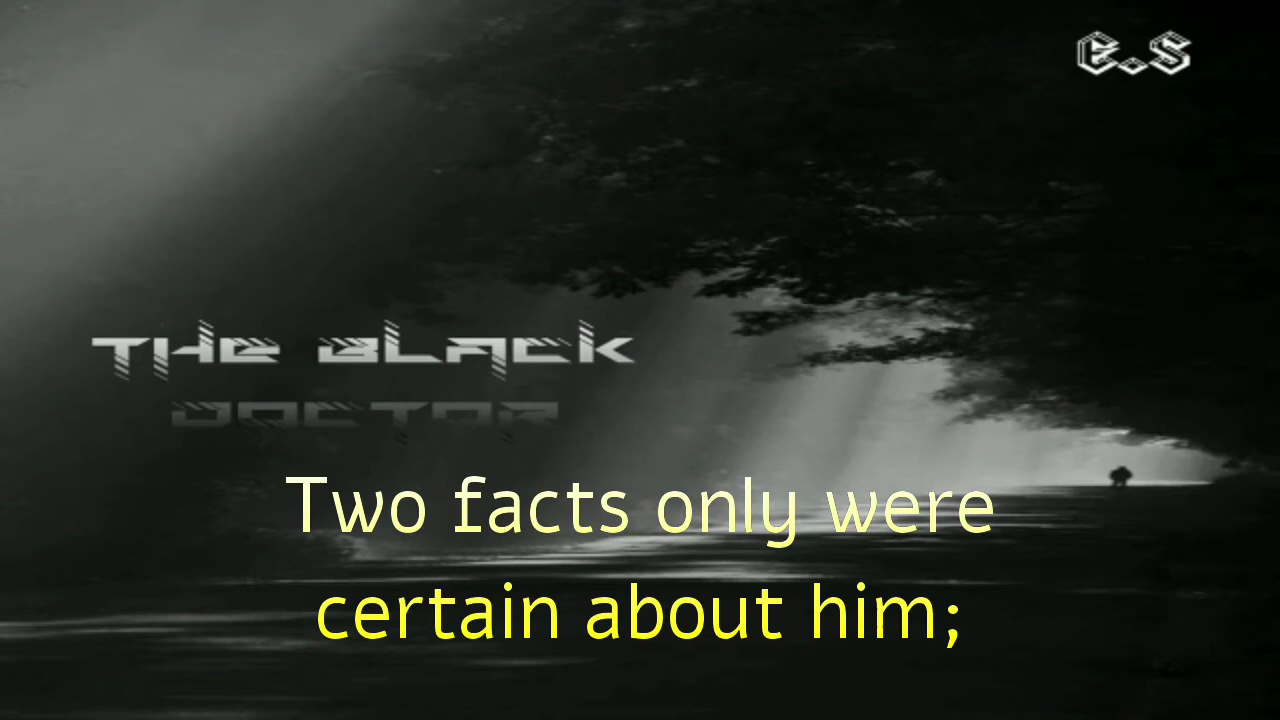 E.S
THE BLACK
DOCTOR
Two facts only were
certain about him;